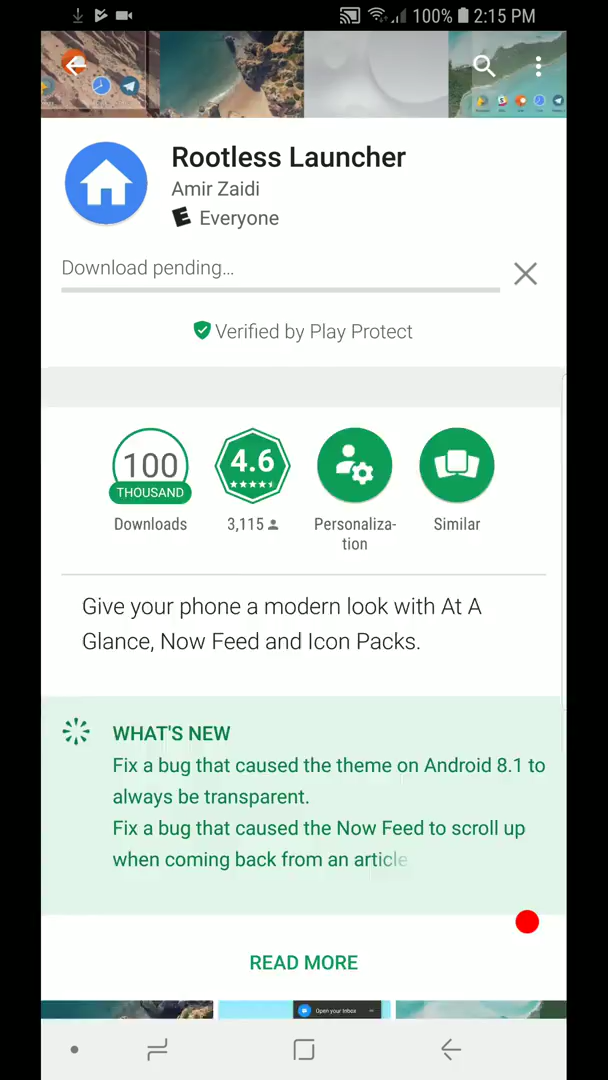 100% 2:15 PM
Rootless Launcher
Amir Zaidi
E Everyone
Download pending...
Verified by Play Protect
100
THOUSAND
Downloads
4.6
3,115
Personaliza-
tion
Similar
Give your phone a modern look with At A
Glance, Now Feed and Icon Packs.
WHAT'S NEW
Fix a bug that caused the theme on Android 8.1 to
always be transparent.
Fix a bug that caused the Now Feed to scroll up
when coming back from an article
READ MORE
Open your Inbox